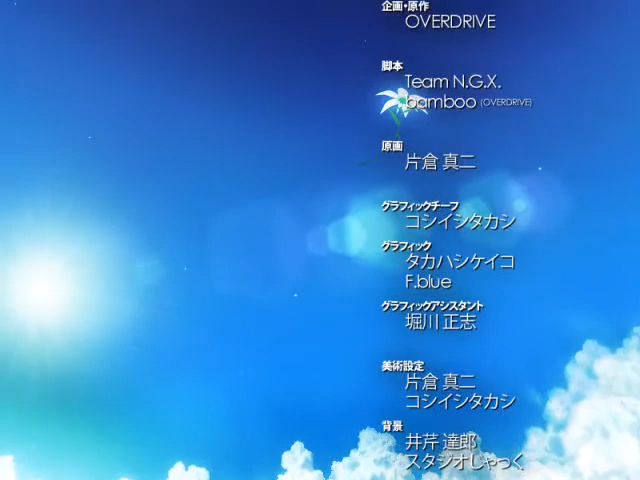 企画・原作
OVERDRIVE
脚本
Team N.G.X.
bamboo (OVERDRIVE)
原画
片倉 真二
グラフィックチーフ
コシイシタカシ
グラフィック
タカハシケイコ
F.blue
グラフィックアシスタント
堀川 正志
美術設定
片倉 真二
コシイシタカシ
背景
井芹 達郎
スタジオじゃっく